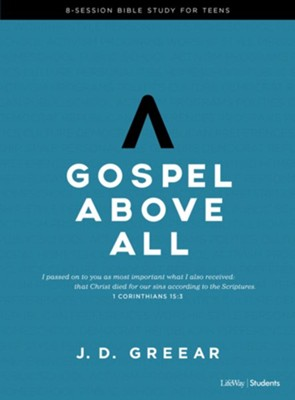 8-SESSION BIBLE STUDY FOR TEENS
GOSPEL
ABOVE
ALL
I passed on to you as most important what I also received:
that Christ died for our sins according to the Scriptures.
1 CORINTHIANS 15:3
J. D. GREEAR
LifeWay | Students